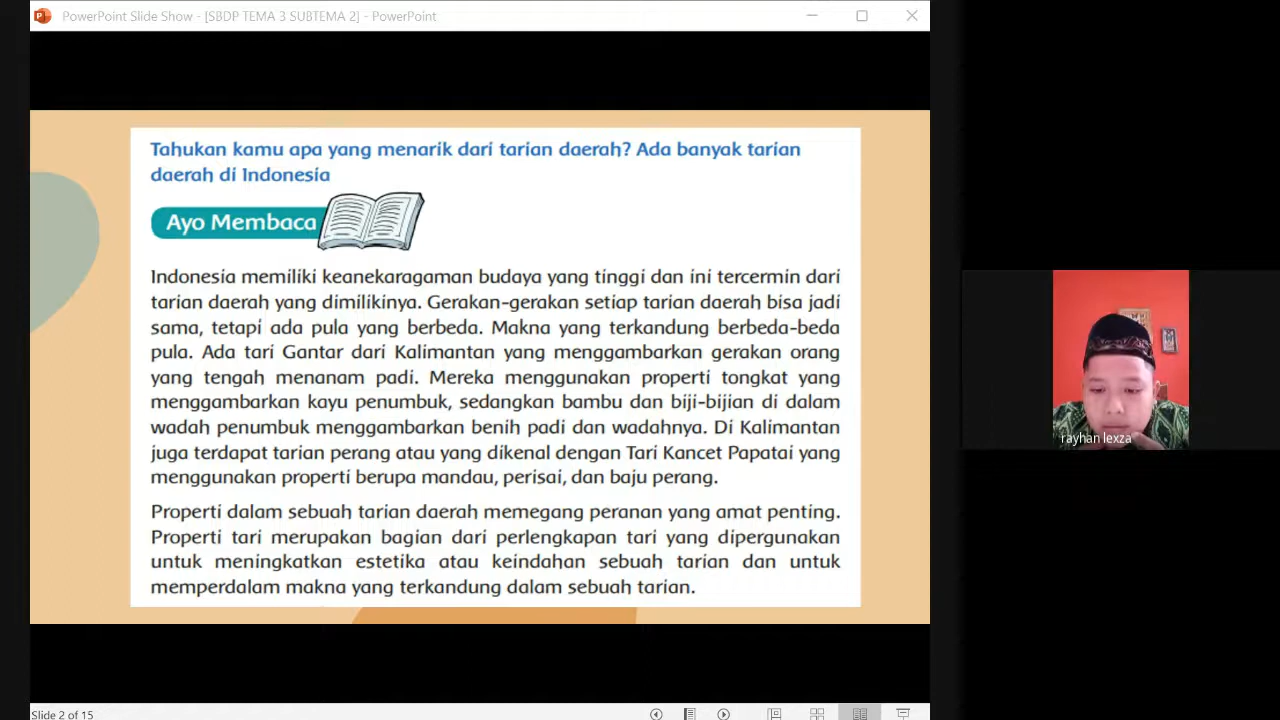 PowerPoint Slide Show - [SBDP TEMA 3 SUBTEMA 2] - PowerPoint
Tahukan kamu apa yang menarik dari tarian daerah? Ada banyak tarian
daerah di Indonesia
Ayo Membaca
Indonesia memiliki keanekaragaman budaya yang tinggi dan ini tercermin dari
tarian daerah yang dimilikinya. Gerakan-gerakan setiap tarian daerah bisa jadi
sama, tetapi ada pula yang berbeda. Makna yang terkandung berbeda-beda
pula. Ada tari Gantar dari Kalimantan yang menggambarkan gerakan orang
yang tengah menanam padi. Mereka menggunakan properti tongkat yang
menggambarkan kayu penumbuk, sedangkan bambu dan biji-bijian di dalam
wadah penumbuk menggambarkan benih padi dan wadahnya. Di Kalimantan
juga terdapat tarian perang atau yang dikenal dengan Tari Kancet Papatai yang
menggunakan properti berupa mandau, perisai, dan baju perang.
Properti dalam sebuah tarian daerah memegang peranan yang amat penting.
Properti tari merupakan bagian dari perlengkapan tari yang dipergunakan
untuk meningkatkan estetika atau keindahan sebuah tarian dan untuk
memperdalam makna yang terkandung dalam sebuah tarian.
rayhan lexza
Slide 2 of 15